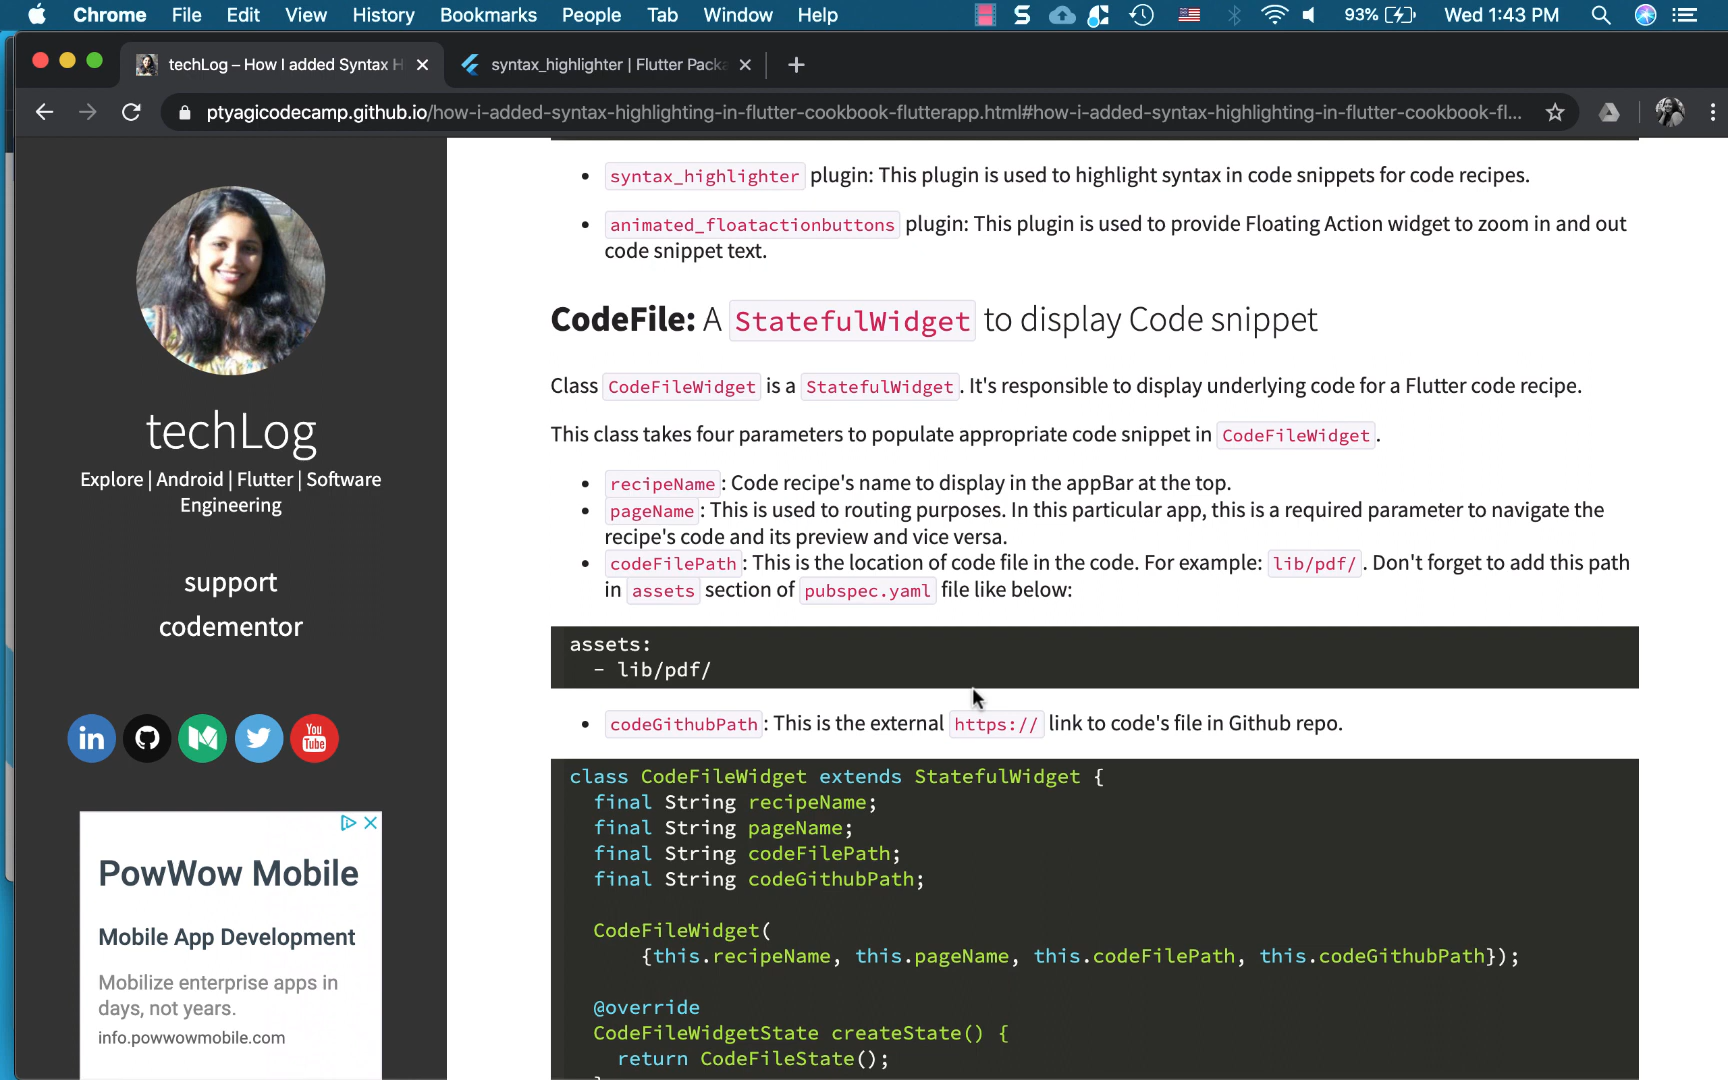 Chrome File Edit View History Bookmarks People Tab Window Help 93% Wed 1:43 PM
techLog – How I added Syntax H
syntax_highlighter | Flutter Packa
ptyagicodecamp.github.io/how-i-added-syntax-highlighting-in-flutter-cookbook-flutterapp.html#how-i-added-syntax-highlighting-in-flutter-cookbook-fl...
techLog
Explore | Android | Flutter | Software
Engineering
support
codementor
in
You
Tube
PowWow Mobile
Mobile App Development
Mobilize enterprise apps in
days, not years.
info.powwowmobile.com
• syntax_highlighter plugin: This plugin is used to highlight syntax in code snippets for code recipes.
• animated_floatactionbuttons plugin: This plugin is used to provide Floating Action widget to zoom in and out
code snippet text.
CodeFile: A StatefulWidget to display Code snippet
Class CodeFileWidget is a StatefulWidget. It's responsible to display underlying code for a Flutter code recipe.
This class takes four parameters to populate appropriate code snippet in CodeFileWidget.
• recipeName: Code recipe's name to display in the appBar at the top.
• pageName: This is used to routing purposes. In this particular app, this is a required parameter to navigate the
recipe's code and its preview and vice versa.
• codeFilePath: This is the location of code file in the code. For example: lib/pdf/. Don't forget to add this path
in assets section of pubspec.yaml file like below:
assets:
- lib/pdf/
• codeGithubPath: This is the external https:// link to code's file in Github repo.
class CodeFileWidget extends StatefulWidget {
final String recipeName;
final String pageName;
final String codeFilePath;
final String codeGithubPath;
CodeFileWidget(
{this.recipeName, this.pageName, this.codeFilePath, this.codeGithubPath});
@override
CodeFileWidgetState createState() {
return CodeFileState();